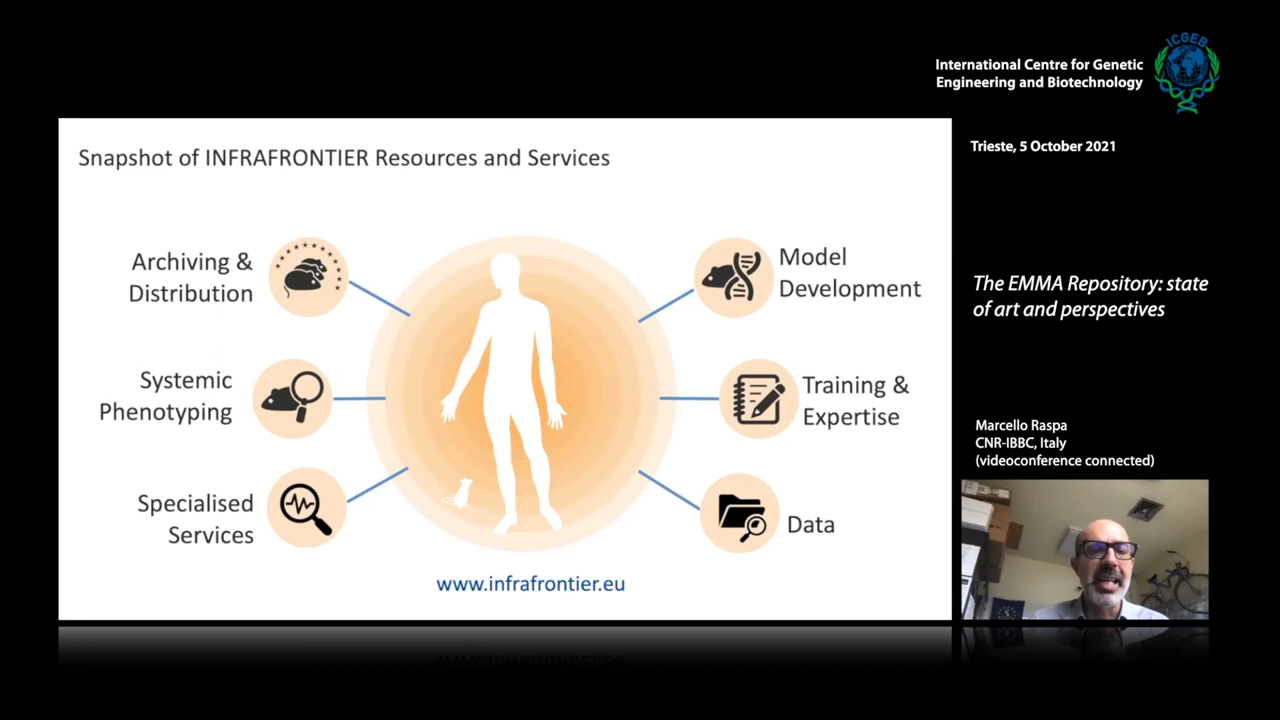 International Centre for Genetic
Engineering and Biotechnology
ICGEB
Trieste, 5 October 2021
Snapshot of INFRAFRONTIER Resources and Services
Archiving &
Distribution
Model
Development
Systemic
Phenotyping
Training &
Expertise
Specialised
Services
Data
www.infrafrontier.eu
The EMMA Repository: state
of art and perspectives
Marcello Raspa
CNR-IBBC, Italy
(videoconference connected)